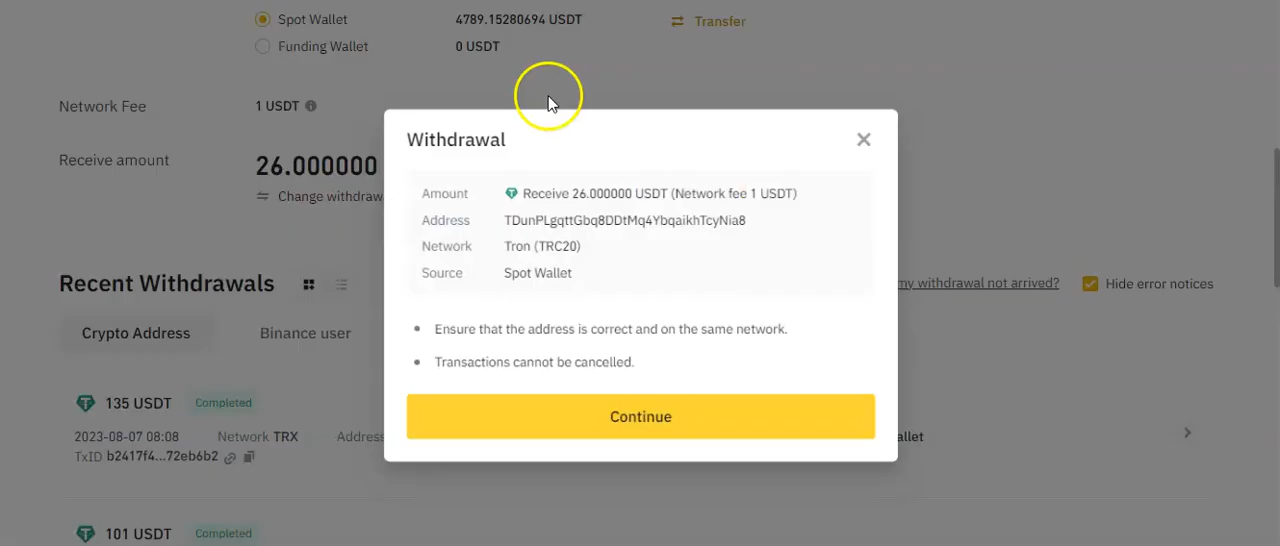 Spot Wallet 4789.15280694 USDT Transfer
Funding Wallet 0 USDT
Network Fee 1 USDT
Receive amount 26.000000
Change withdraw
Withdrawal
Amount Receive 26.000000 USDT (Network fee 1 USDT)
Address TDunPLgqttGbq8DDtMq4YbqaikhTcyNia8
Network Tron (TRC20)
Source Spot Wallet
Ensure that the address is correct and on the same network.
Transactions cannot be cancelled.
Continue
Recent Withdrawals my withdrawal not arrived? Hide error notices
Crypto Address Binance user
135 USDT Completed
2023-08-07 08:08 Network TRX Address allet
TxID b2417f4...72eb6b2
101 USDT Completed